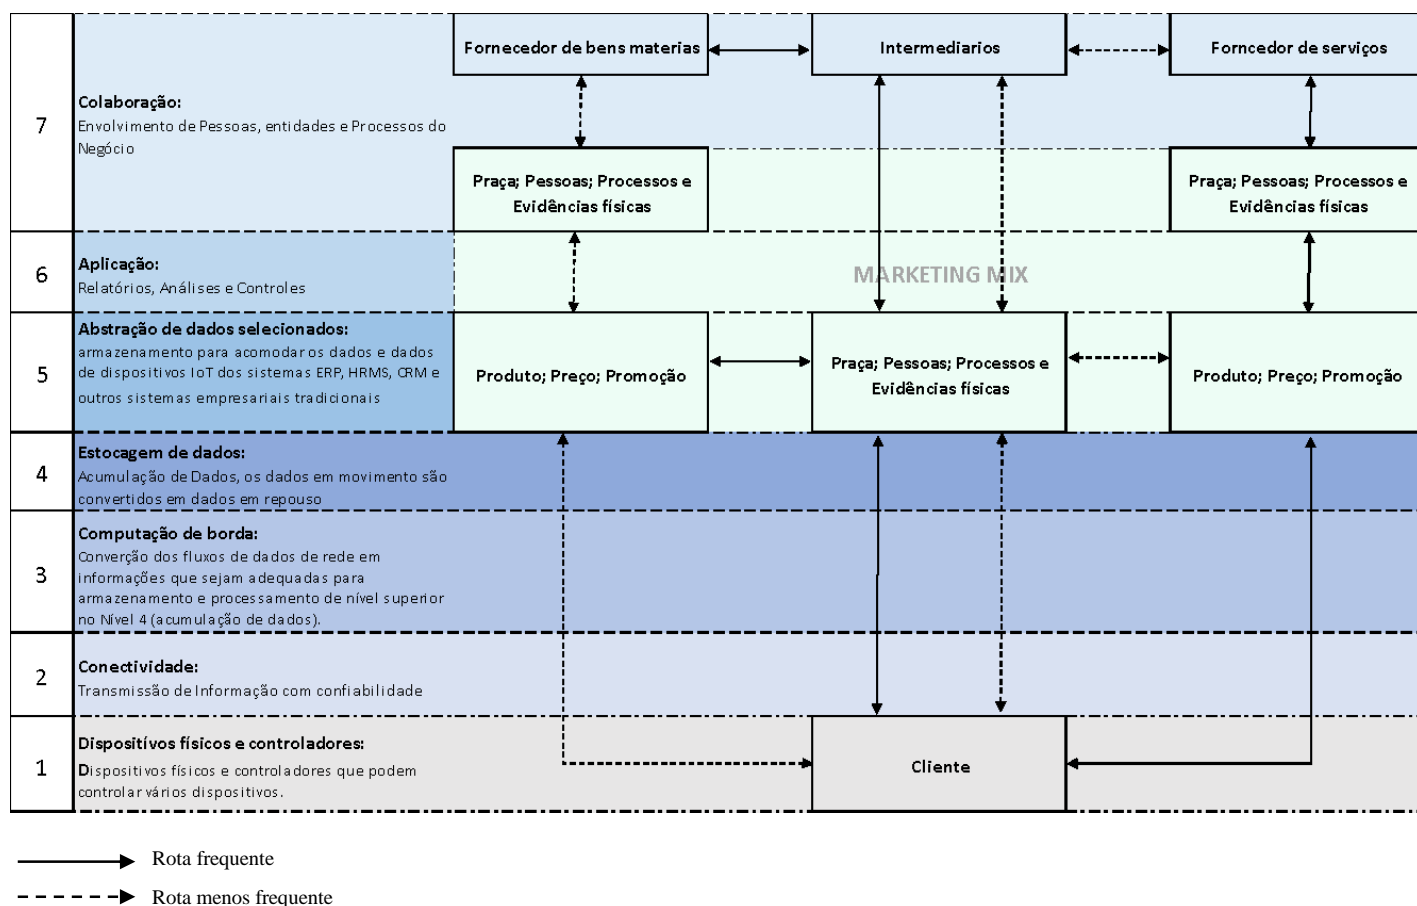 Fornecedor de bens materias
Intermediarios
Forncedor de serviços
7
Colaboração:
Envolvimento de Pessoas, entidades e Processos do
Negócio
Praça; Pessoas; Processos e
Evidências físicas
Praça; Pessoas; Processos e
Evidências físicas
6
Aplicação:
Relatórios, Análises e Controles
MARKETING MIX
5
Abstração de dados selecionados:
armazenamento para acomodar os dados e dados
de dispositivos IoT dos sistemas ERP, HRMS, CRM e
outros sistemas empresariais tradicionais
Produto; Preço; Promoção
Praça; Pessoas; Processos e
Evidências físicas
Produto; Preço; Promoção
4
Estocagem de dados:
Acumulação de Dados, os dados em movimento são
convertidos em dados em repouso
3
Computação de borda:
Converção dos fluxos de dados de rede em
informações que sejam adequadas para
armazenamento e processamento de nível superior
no Nível 4 (acumulação de dados).
2
Conectividade:
Transmissão de Informação com confiabilidade
1
Dispositívos físicos e controladores:
Dispositivos físicos e controladores que podem
controlar vários dispositivos.
Cliente
Rota frequente
Rota menos frequente